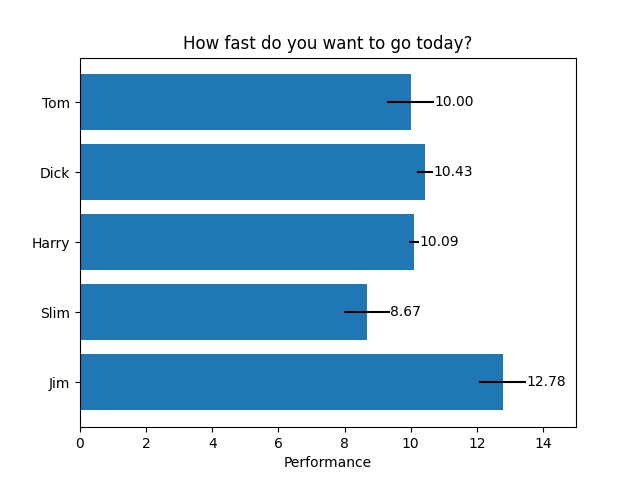 How fast do you want to go today?
Tom 10.00
Dick 10.43
Harry 10.09
Slim 8.67
Jim 12.78
0 2 4 6 8 10 12 14
Performance